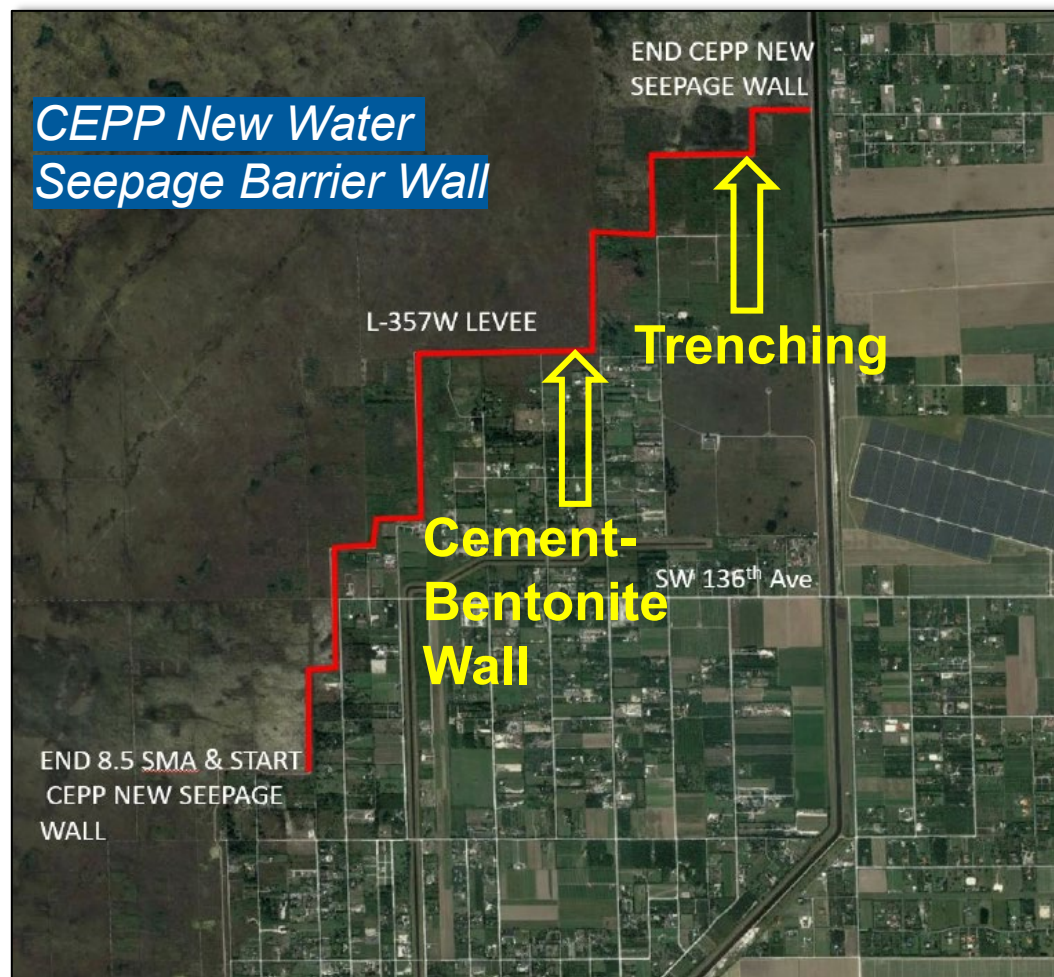 END CEPP NEW
SEEPAGE WALL
CEPP New Water
Seepage Barrier Wall
L-357W LEVEE
Trenching
Cement-
Bentonite
Wall
SW 136th Ave
END 8.5 SMA & START
CEPP NEW SEEPAGE
WALL